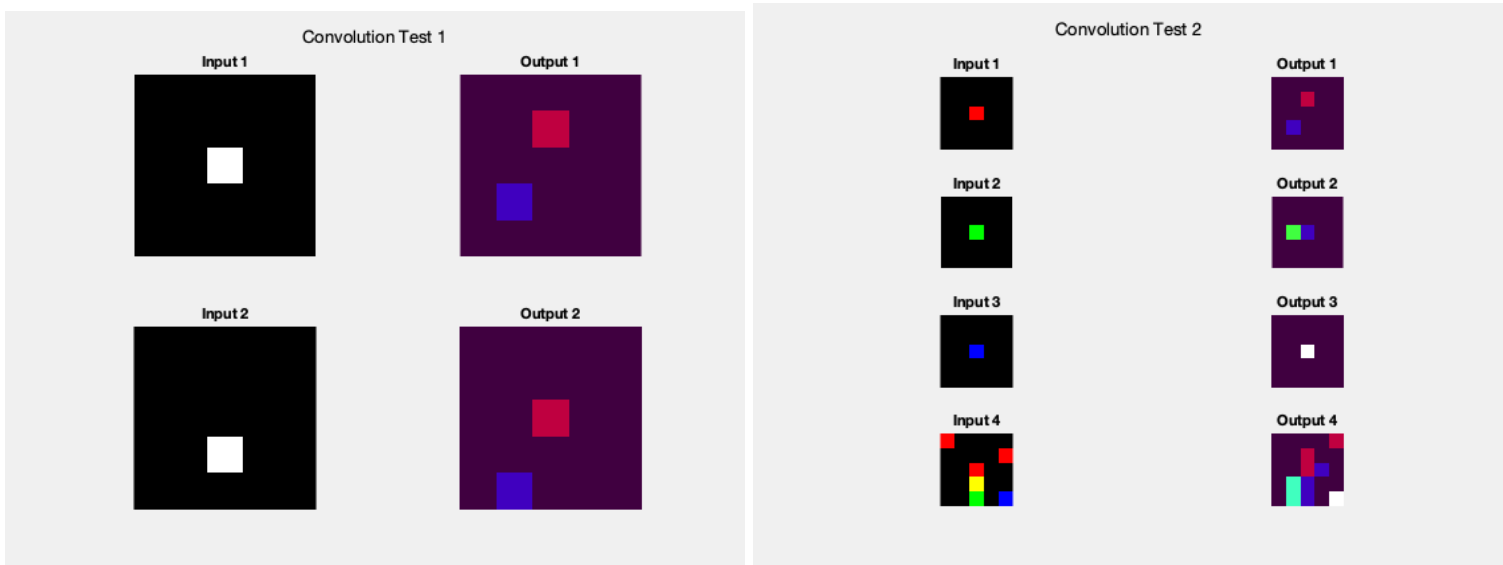 Convolution Test 1
Input 1
Output 1
Input 2
Output 2
Convolution Test 2
Input 1
Output 1
Input 2
Output 2
Input 3
Output 3
Input 4
Output 4